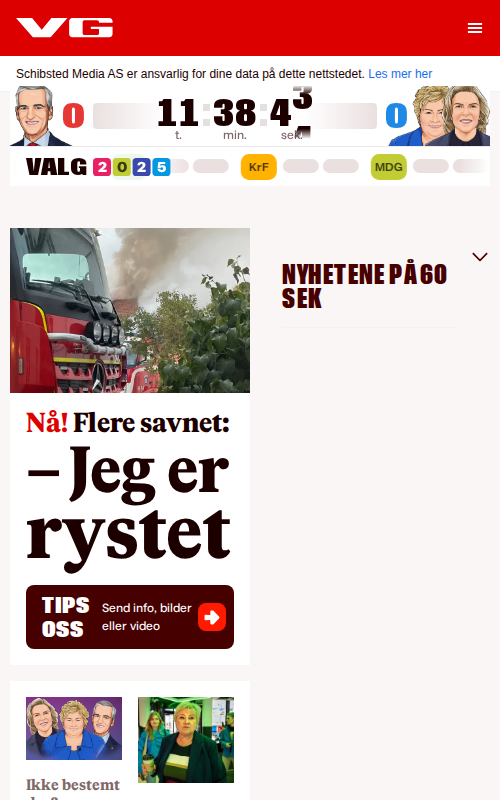 VG
Schibsted Media AS er ansvarlig for dine data på dette nettstedet. Les mer her
0 11:38:4 0
t. min. sek.
VALG 2025 KrF MDG
NYHETENE PÅ 60
SEK
Nå! Flere savnet:
– Jeg er
rystet
TIPS
OSS
Send info, bilder
eller video
Ikke bestemt